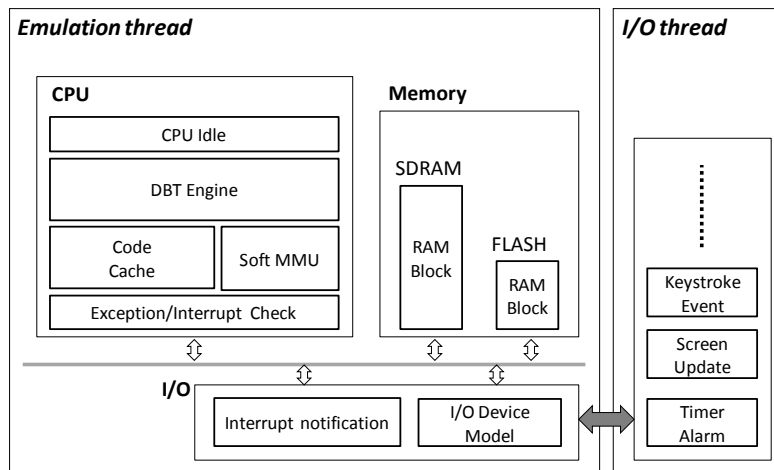 Emulation thread
CPU
CPU Idle
DBT Engine
Code
Cache
Soft MMU
Exception/Interrupt Check
Memory
SDRAM
RAM
Block
FLASH
RAM
Block
I/O
Interrupt notification
I/O Device
Model
I/O thread
Keystroke
Event
Screen
Update
Timer
Alarm